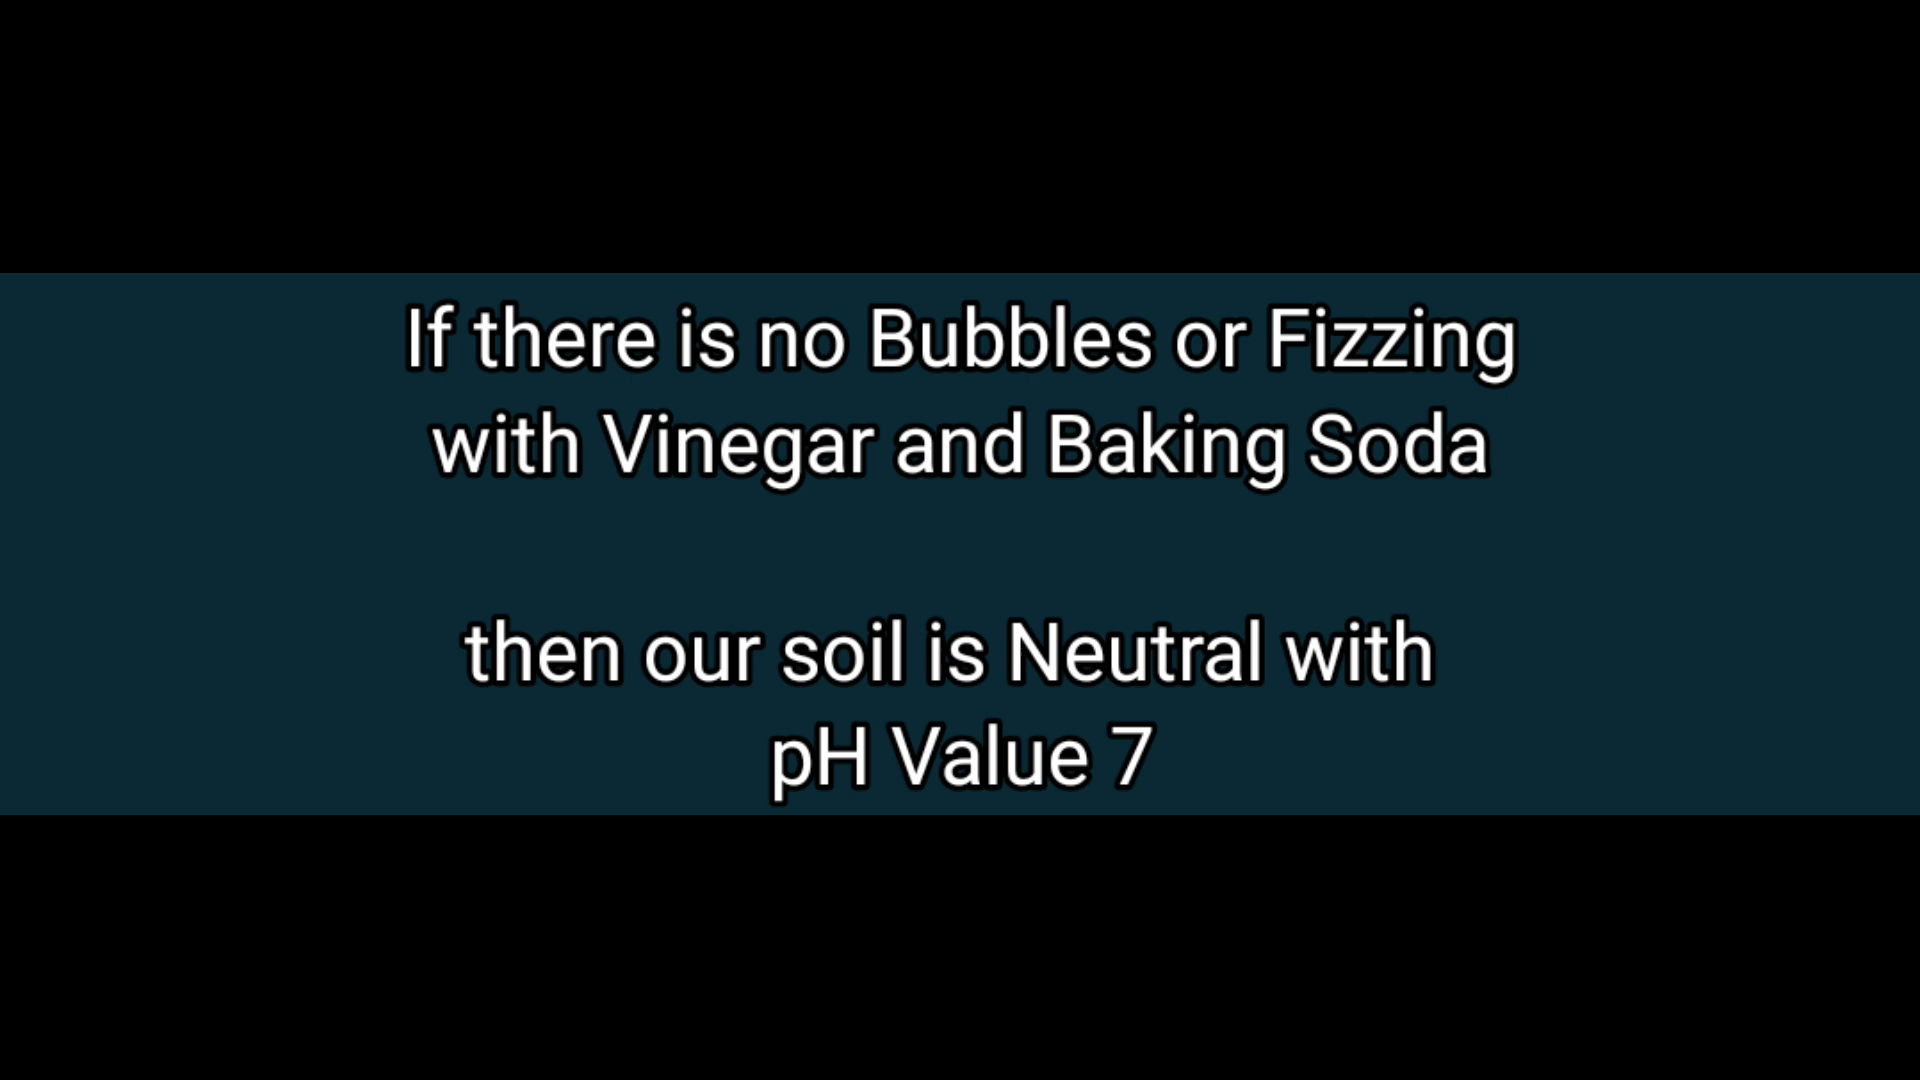 If there is no Bubbles or Fizzing
with Vinegar and Baking Soda
then our soil is Neutral with
pH Value 7